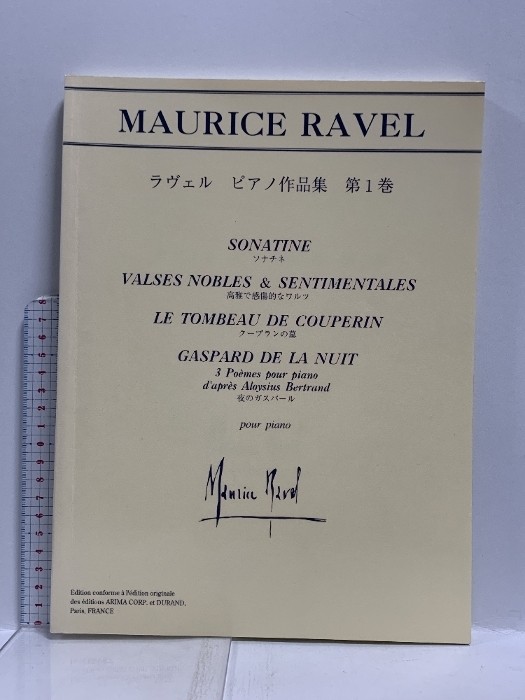 MAURICE RAVEL
ラヴェル ピアノ作品集 第1巻
SONATINE
ソナチネ
VALSES NOBLES & SENTIMENTALES
高雅で感傷的なワルツ
LE TOMBEAU DE COUPERIN
クープランの墓
GASPARD DE LA NUIT
3 Poèmes pour piano
d'après Aloysius Bertrand
夜のガスパール
pour piano
Maurice Ravel
Edition conforme à l'édition originale
des éditions ARIMA CORP. et DURAND,
Paris, FRANCE